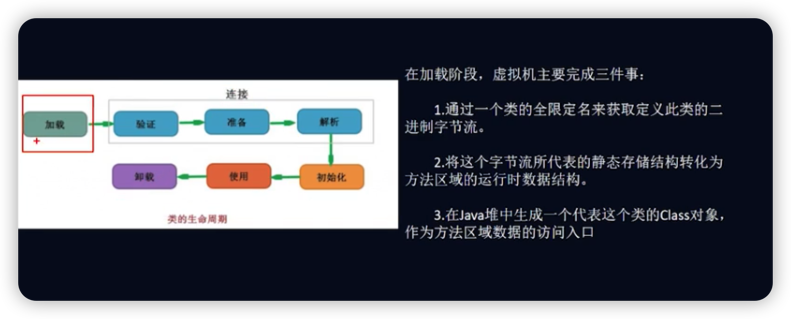 连接
加载
验证
准备
解析
卸载
使用
初始化
类的生命周期
在加载阶段，虚拟机主要完成三件事：
1.通过一个类的全限定名来获取定义此类的二
进制字节流。
2.将这个字节流所代表的静态存储结构转化为
方法区域的运行时数据结构。
3.在Java堆中生成一个代表这个类的Class对象，
作为方法区域数据的访问入口